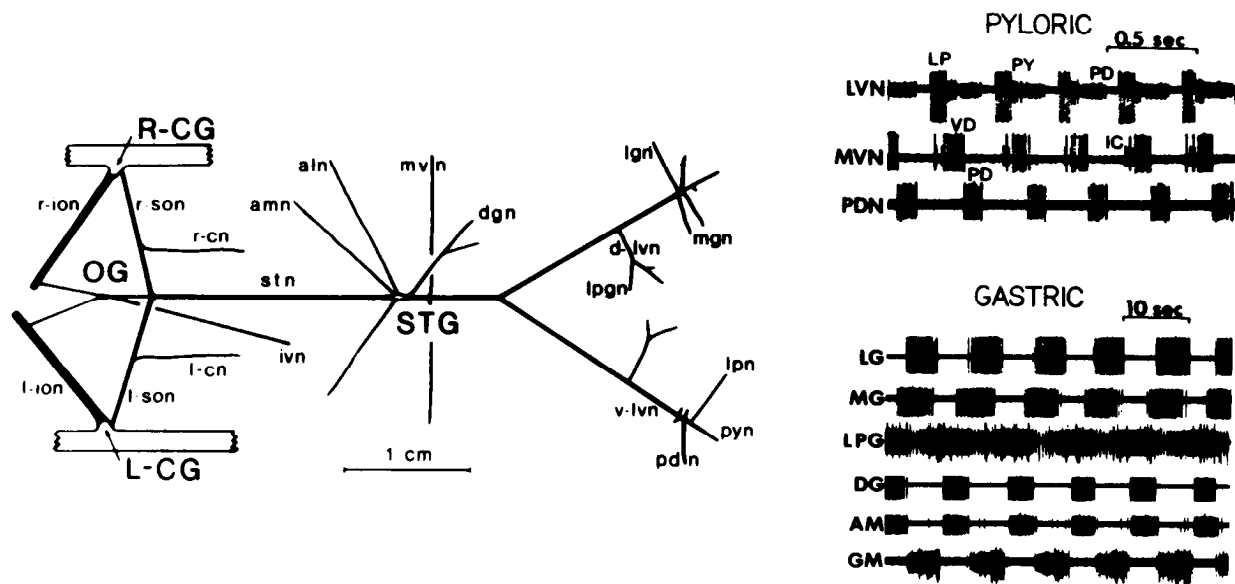 R-CG
r-ion
r-son
r-cn
OG
stn
ivn
l-cn
l-ion
l-son
L-CG
aln
amn
mvln
dgn
STG
1 cm
lgn
mgn
d-lvn
lpgn
v-lvn
lpn
pyn
pdn
PYLORIC
0.5 sec
LP PY PD
LVN
VD IC
MVN
PD
PDN
GASTRIC
10 sec
LG
MG
LPG
DG
AM
GM